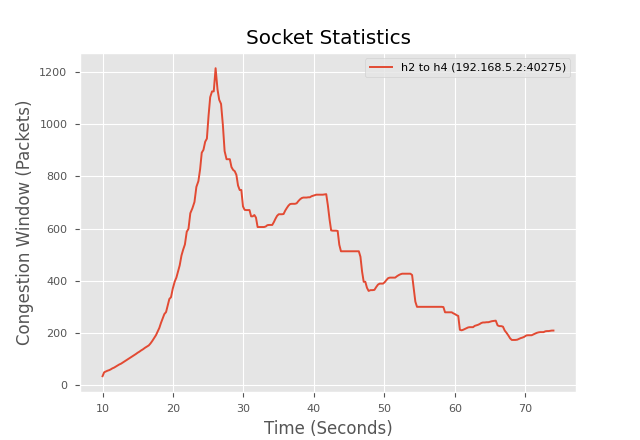 Socket Statistics
h2 to h4 (192.168.5.2:40275)
1200
1000
800
600
400
200
0
Congestion Window (Packets)
10 20 30 40 50 60 70
Time (Seconds)